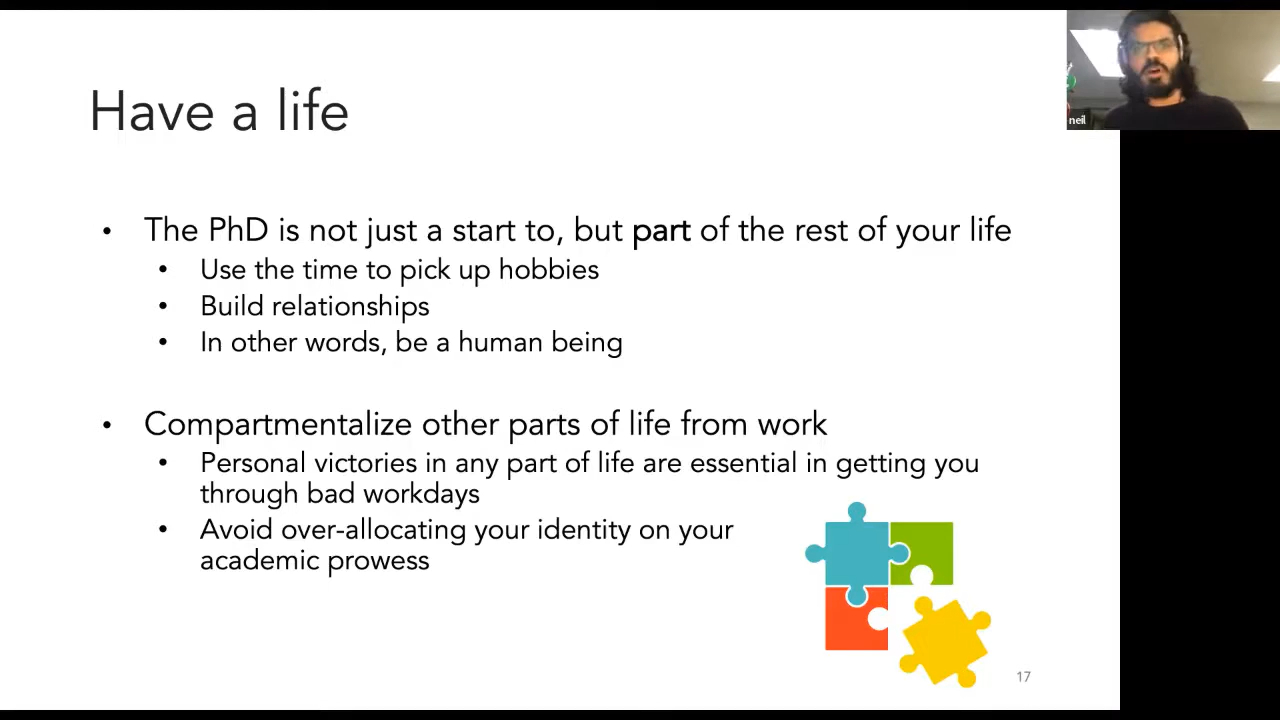 Have a life
• The PhD is not just a start to, but part of the rest of your life
• Use the time to pick up hobbies
• Build relationships
• In other words, be a human being
• Compartmentalize other parts of life from work
• Personal victories in any part of life are essential in getting you
through bad workdays
• Avoid over-allocating your identity on your
academic prowess
17
neil